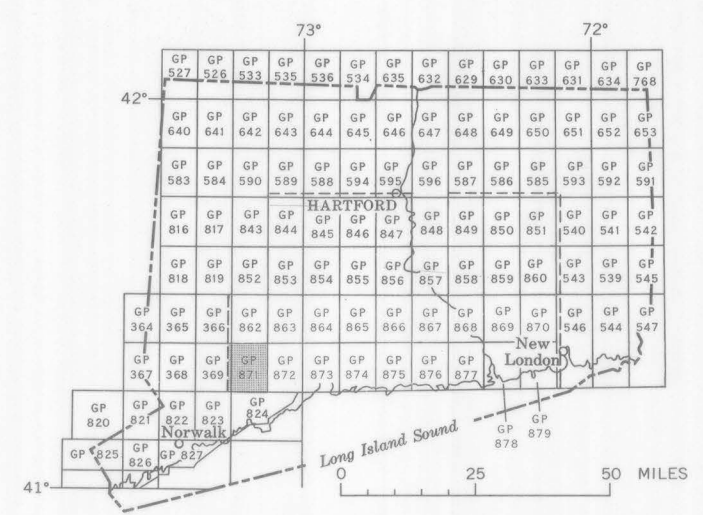 73° 72°
GP GP GP GP GP GP GP GP GP GP GP GP GP GP
527 526 533 535 536 534 635 632 629 630 633 631 634 768
42°
GP GP GP GP GP GP GP GP GP GP GP GP GP GP
640 641 642 643 644 645 646 647 648 649 650 651 652 653
GP GP GP GP GP GP GP GP GP GP GP GP GP GP
583 584 590 589 588 594 595 596 587 586 585 593 592 591
HARTFORD
GP GP GP GP GP GP GP GP GP GP GP GP GP GP
816 817 843 844 845 846 847 848 849 850 851 540 541 542
GP GP GP GP GP GP GP GP GP GP GP GP GP GP
818 819 852 853 854 855 856 857 858 859 860 543 539 545
GP GP GP GP GP GP GP GP GP GP GP GP GP GP GP
364 365 366 862 863 864 865 866 867 868 869 870 546 544 547
New
London
GP GP GP GP GP GP GP GP GP GP
367 368 369 871 872 873 874 875 876 877
GP GP GP GP GP
820 821 822 823 824
Norwalk
GP 825 GP 826 GP 827
Long Island Sound
GP GP
878 879
41°
0 25 50 MILES